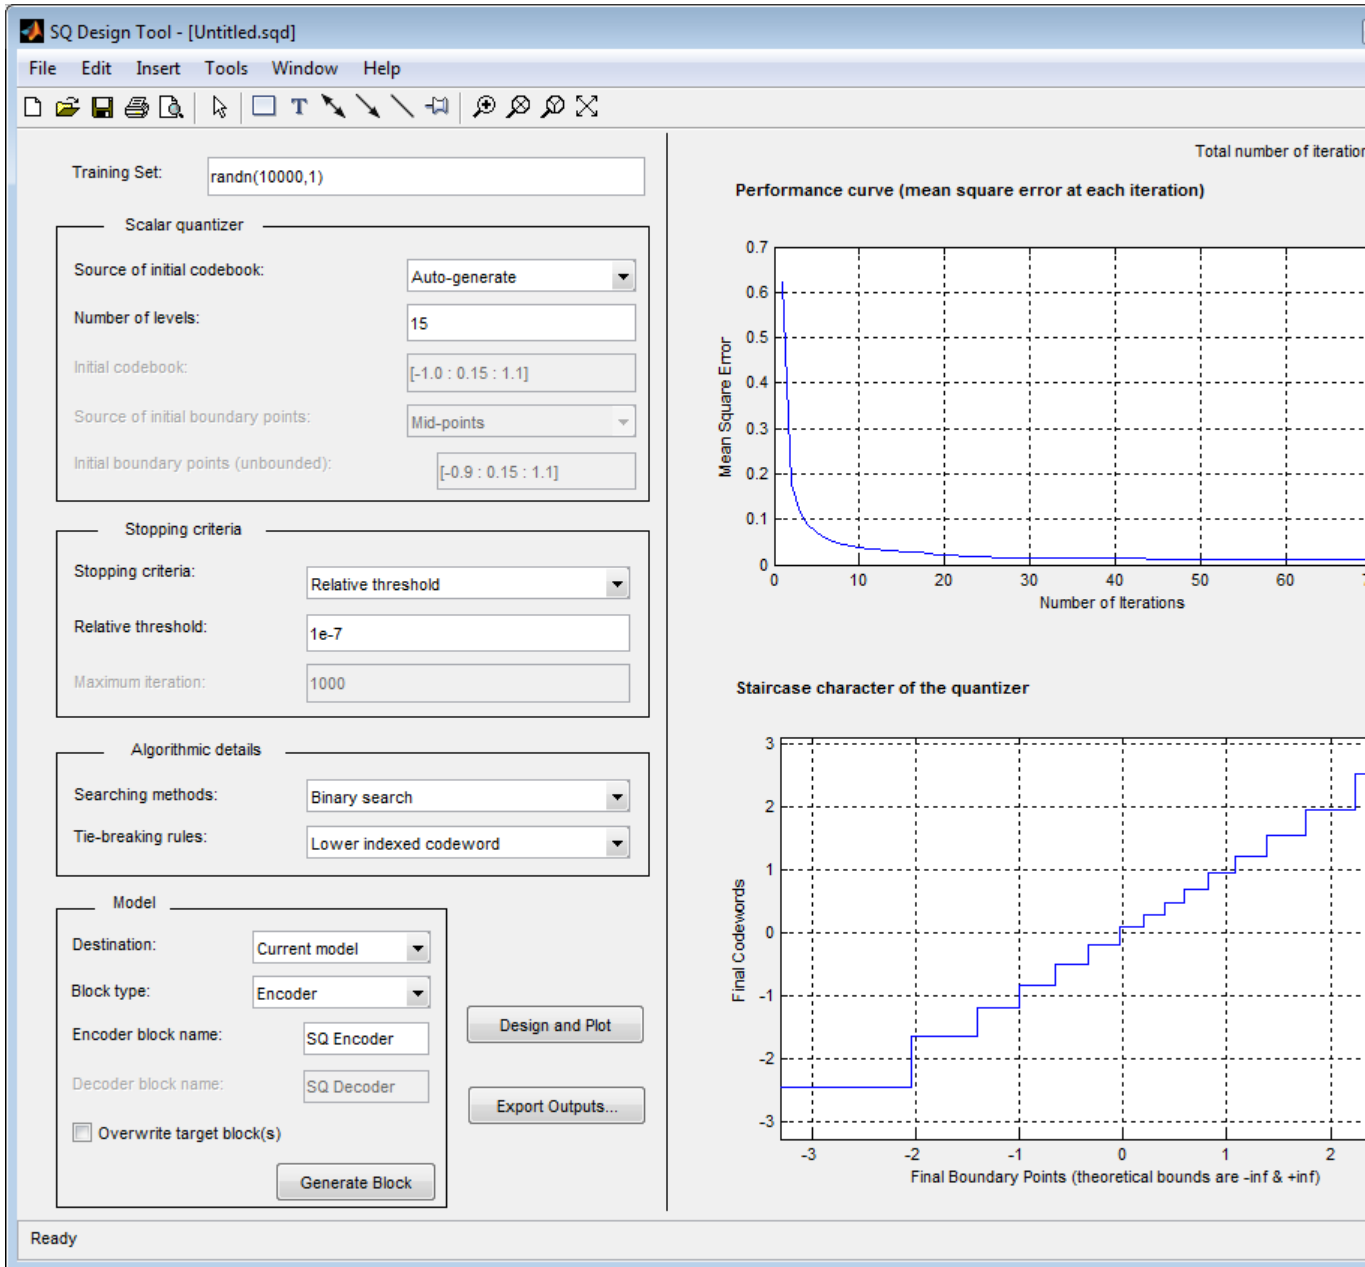 SQ Design Tool - [Untitled.sqd]
File Edit Insert Tools Window Help
T
Training Set: randn(10000,1)
Scalar quantizer
Source of initial codebook: Auto-generate
Number of levels: 15
Initial codebook: [-1.0 : 0.15 : 1.1]
Source of initial boundary points: Mid-points
Initial boundary points (unbounded): [-0.9 : 0.15 : 1.1]
Stopping criteria
Stopping criteria: Relative threshold
Relative threshold: 1e-7
Maximum iteration: 1000
Algorithmic details
Searching methods: Binary search
Tie-breaking rules: Lower indexed codeword
Model
Destination: Current model
Block type: Encoder
Encoder block name: SQ Encoder
Decoder block name: SQ Decoder
Overwrite target block(s)
Generate Block
Design and Plot
Export Outputs...
Total number of iteration
Performance curve (mean square error at each iteration)
Mean Square Error
0.7
0.6
0.5
0.4
0.3
0.2
0.1
0
0 10 20 30 40 50 60 7
Number of Iterations
Staircase character of the quantizer
Final Codewords
3
2
1
0
-1
-2
-3
-3 -2 -1 0 1 2
Final Boundary Points (theoretical bounds are -inf & +inf)
Ready